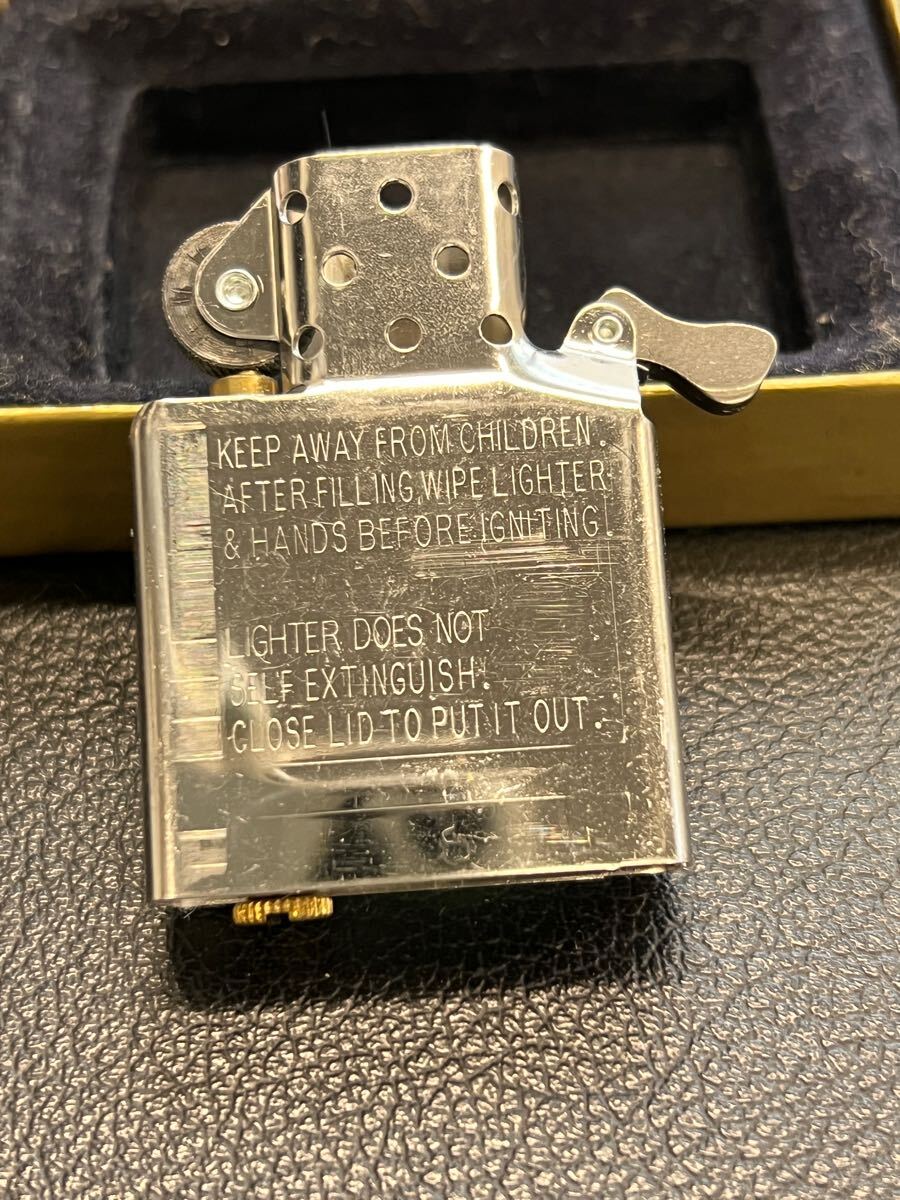 KEEP AWAY FROM CHILDREN.
AFTER FILLING, WIPE LIGHTER
& HANDS BEFORE IGNITING.
LIGHTER DOES NOT
SELF EXTINGUISH.
CLOSE LID TO PUT IT OUT.